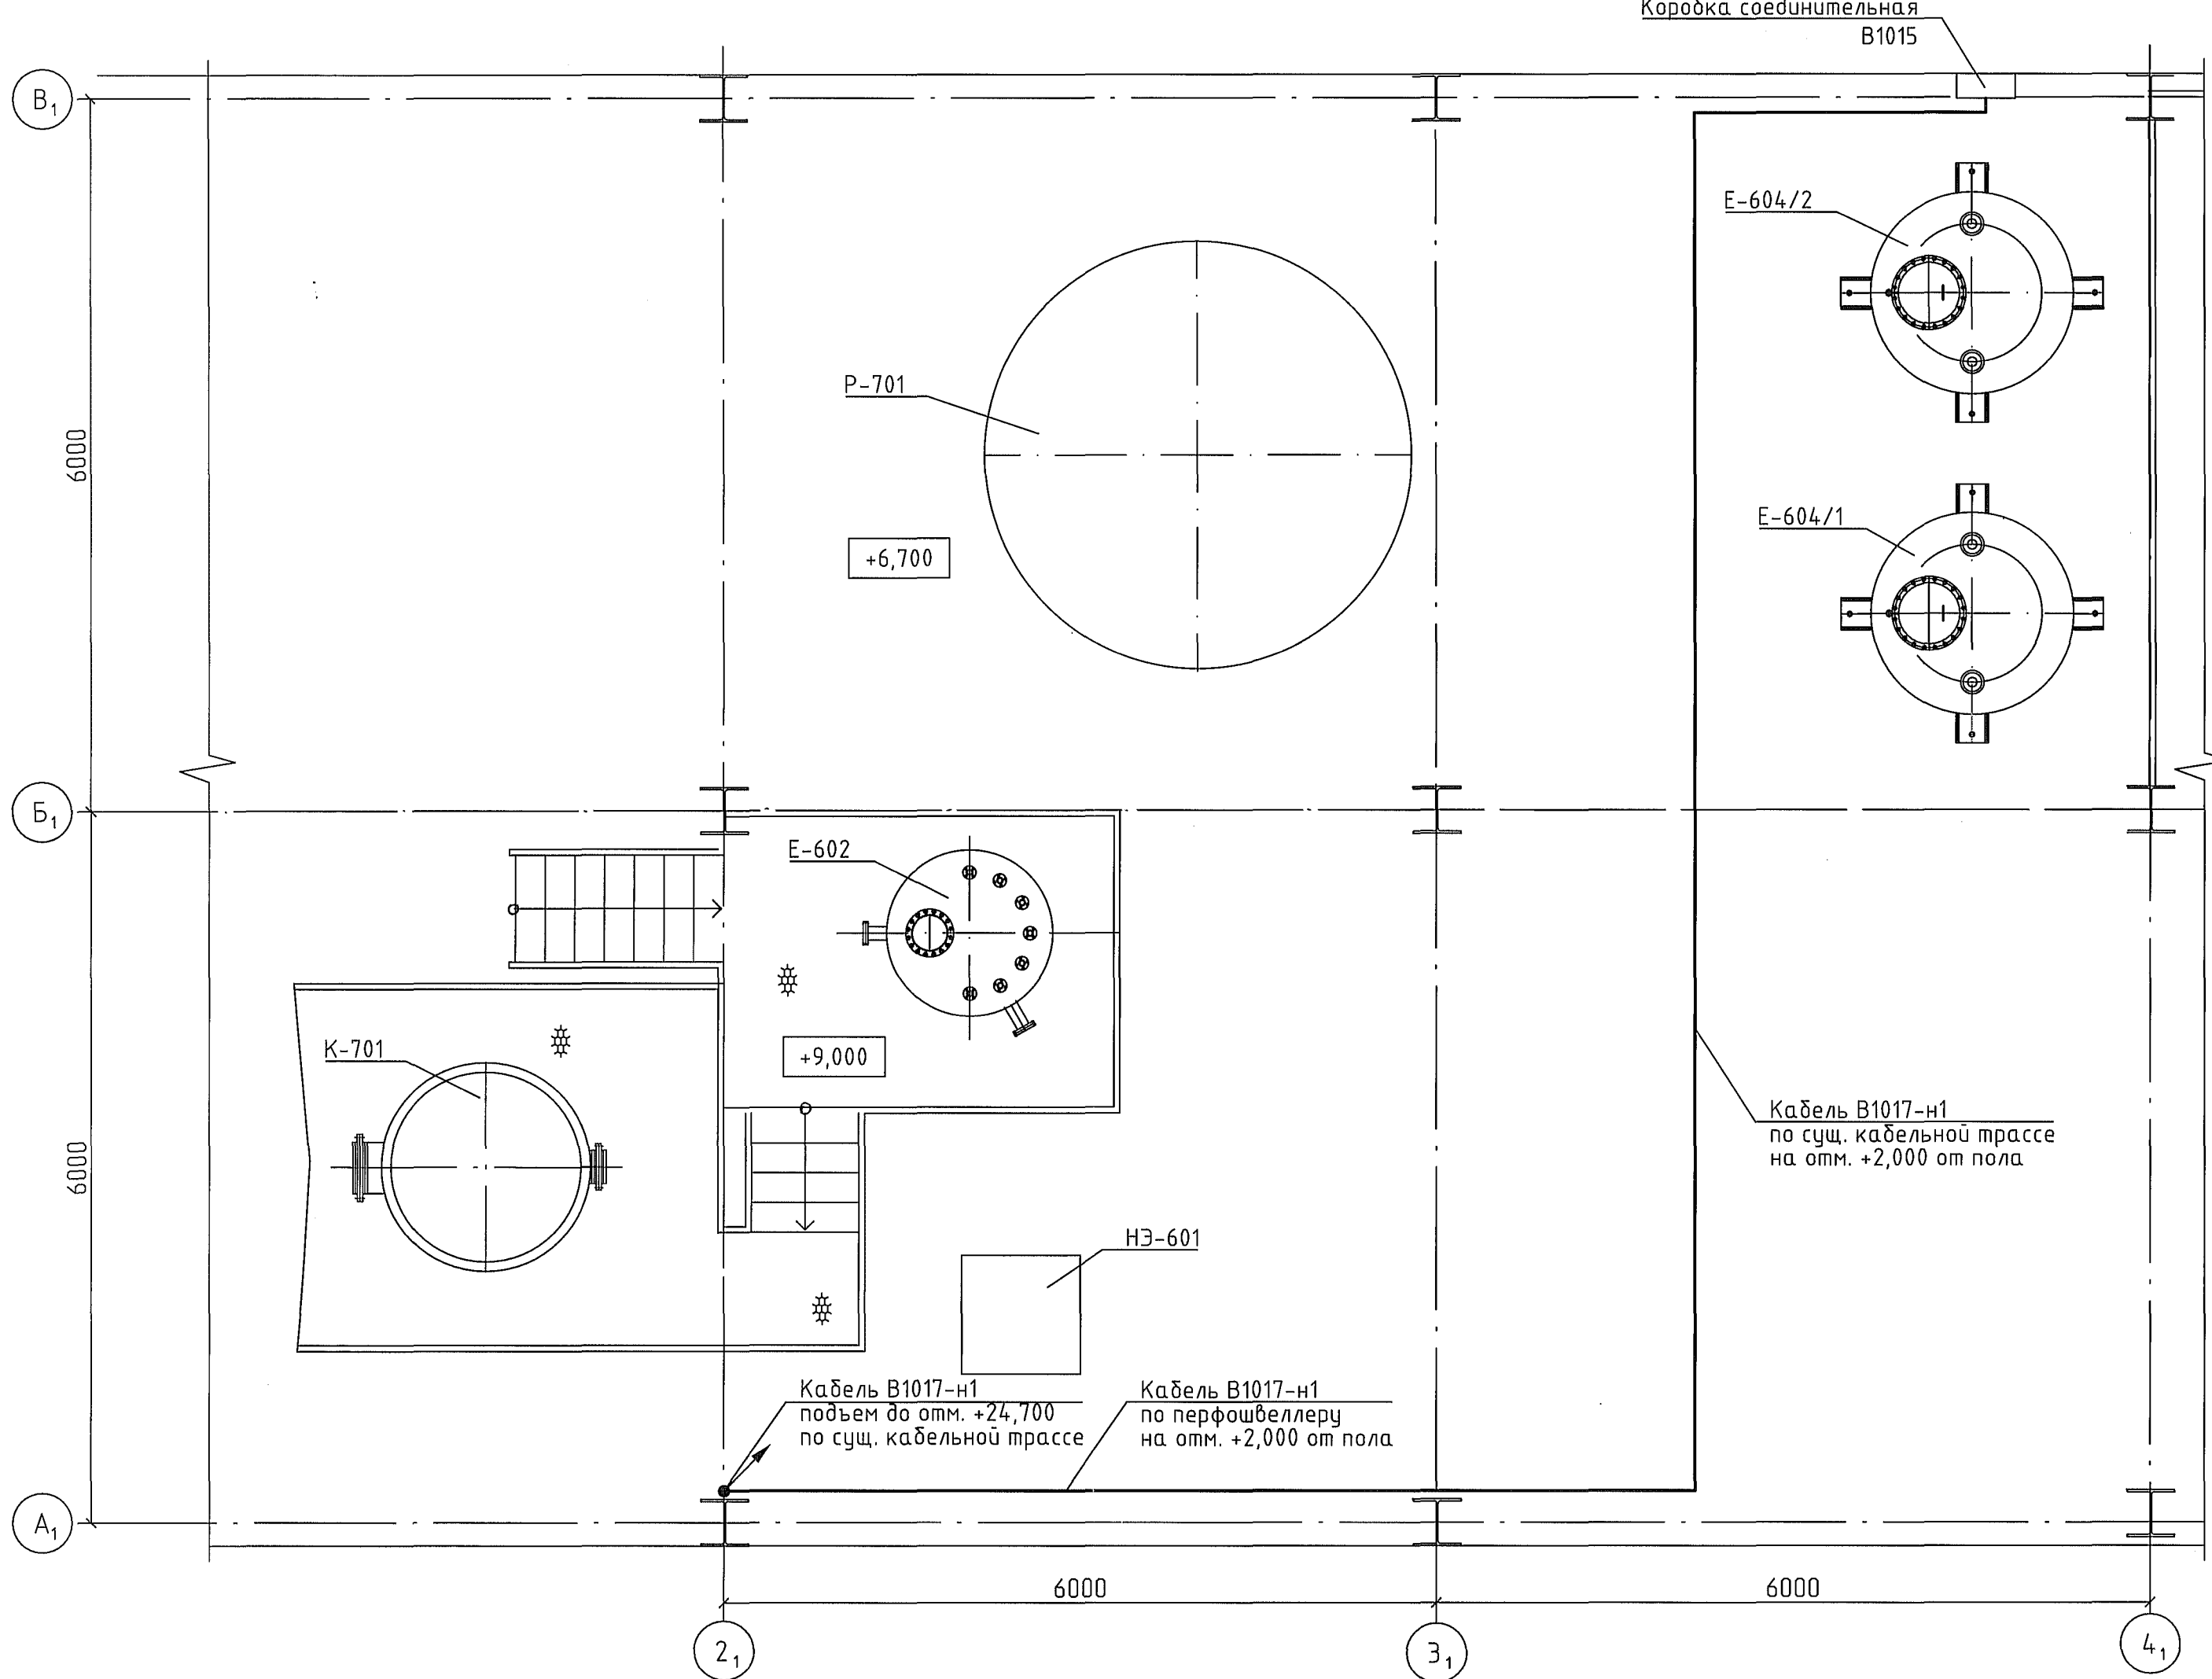 Коробка соединительная
В1015
В₁
Е-604/2
Р-701
6000
Е-604/1
+6,700
Б₁
Е-602
К-701
+9,000
Кабель В1017-н1
по сущ. кабельной трассе
на отм. +2,000 от пола
6000
НЭ-601
Кабель В1017-н1
подъем до отм. +24,700
по сущ. кабельной трассе
Кабель В1017-н1
по перфошвеллеру
на отм. +2,000 от пола
А₁
6000
6000
2₁
3₁
4₁